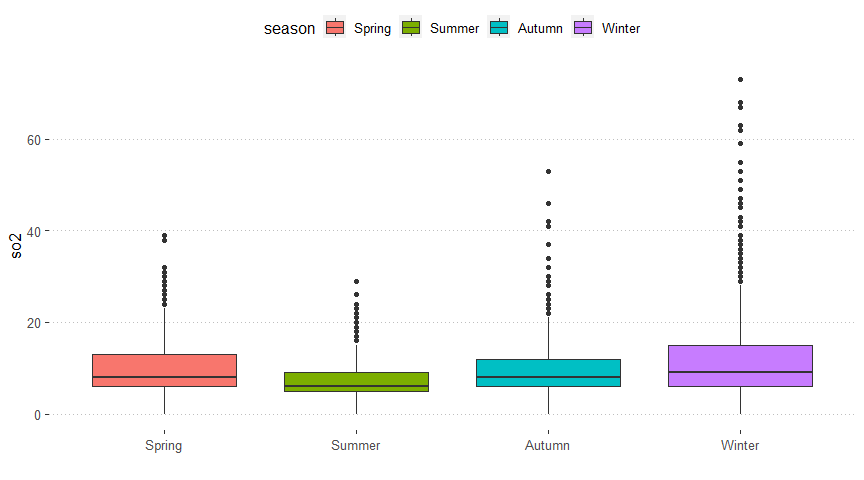 season Spring Summer Autumn Winter
60
40
20
0
so2
Spring Summer Autumn Winter